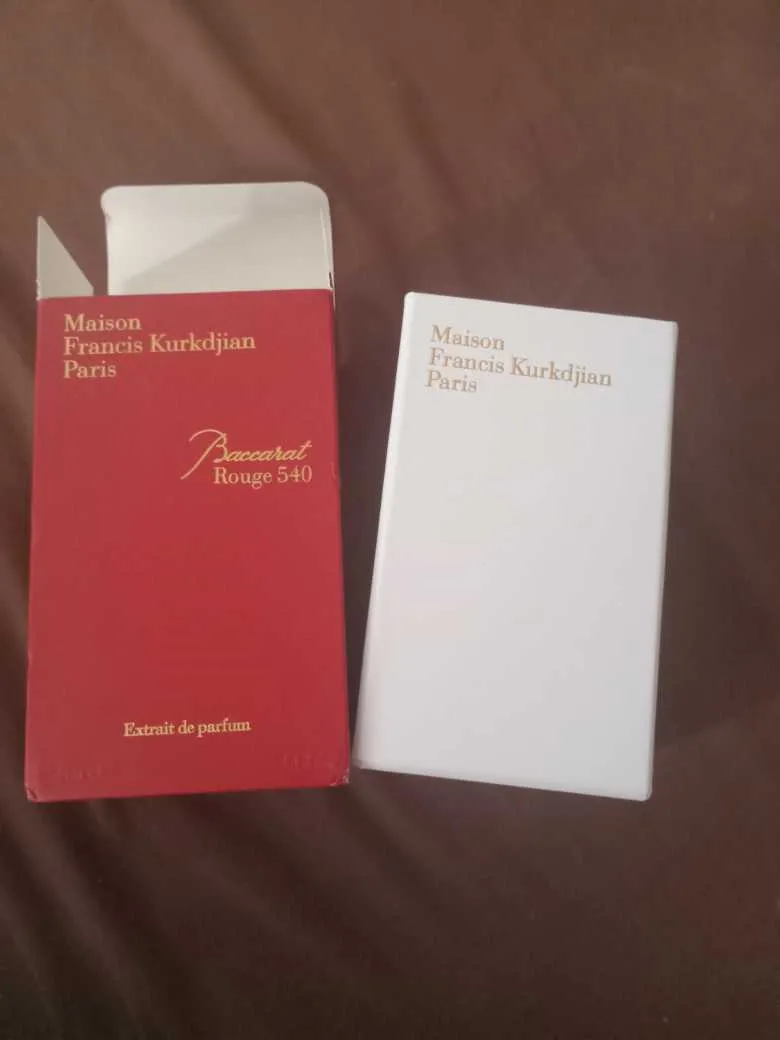 Maison
Francis Kurkdjian
Paris
Baccarat
Rouge 540
Extrait de parfum
Maison
Francis Kurkdjian
Paris